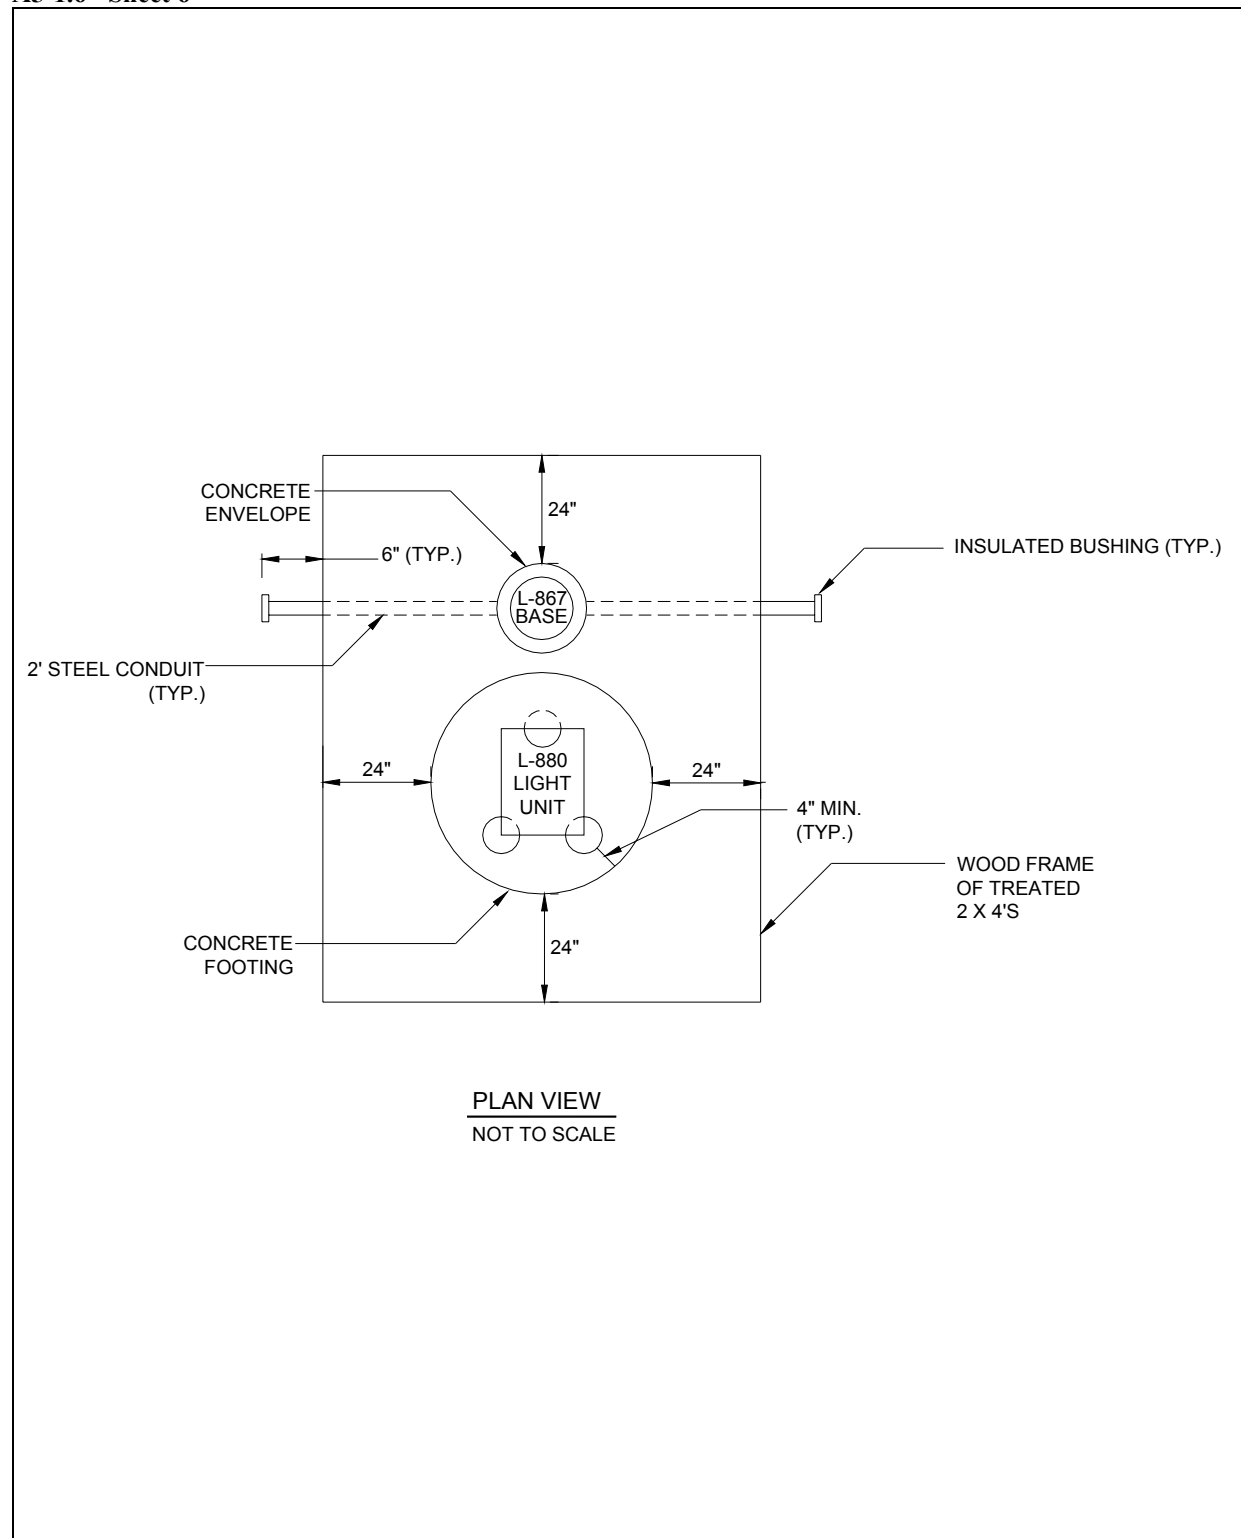 CONCRETE
ENVELOPE
24"
6" (TYP.)
INSULATED BUSHING (TYP.)
L-867
BASE
2' STEEL CONDUIT
(TYP.)
24"
L-880
LIGHT
UNIT
24"
4" MIN.
(TYP.)
WOOD FRAME
OF TREATED
2 X 4'S
CONCRETE
FOOTING
24"
PLAN VIEW
NOT TO SCALE